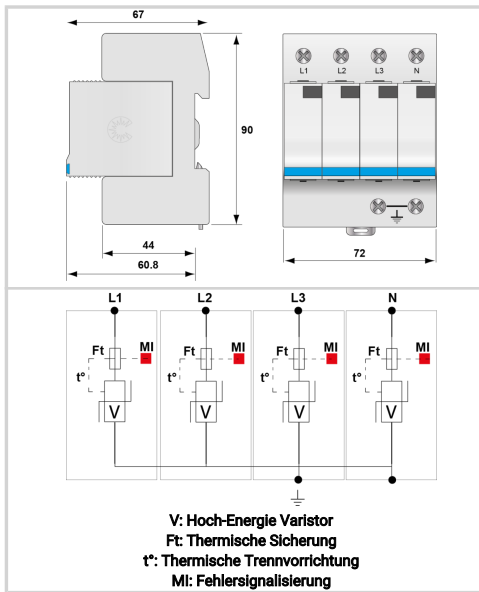 67
L1 L2 L3 N
90
44
60.8
72
L1 L2 L3 N
Ft MI Ft MI Ft MI Ft MI
t° t° t° t°
V V V V
V: Hoch-Energie Varistor
Ft: Thermische Sicherung
t°: Thermische Trennvorrichtung
MI: Fehlersignalisierung